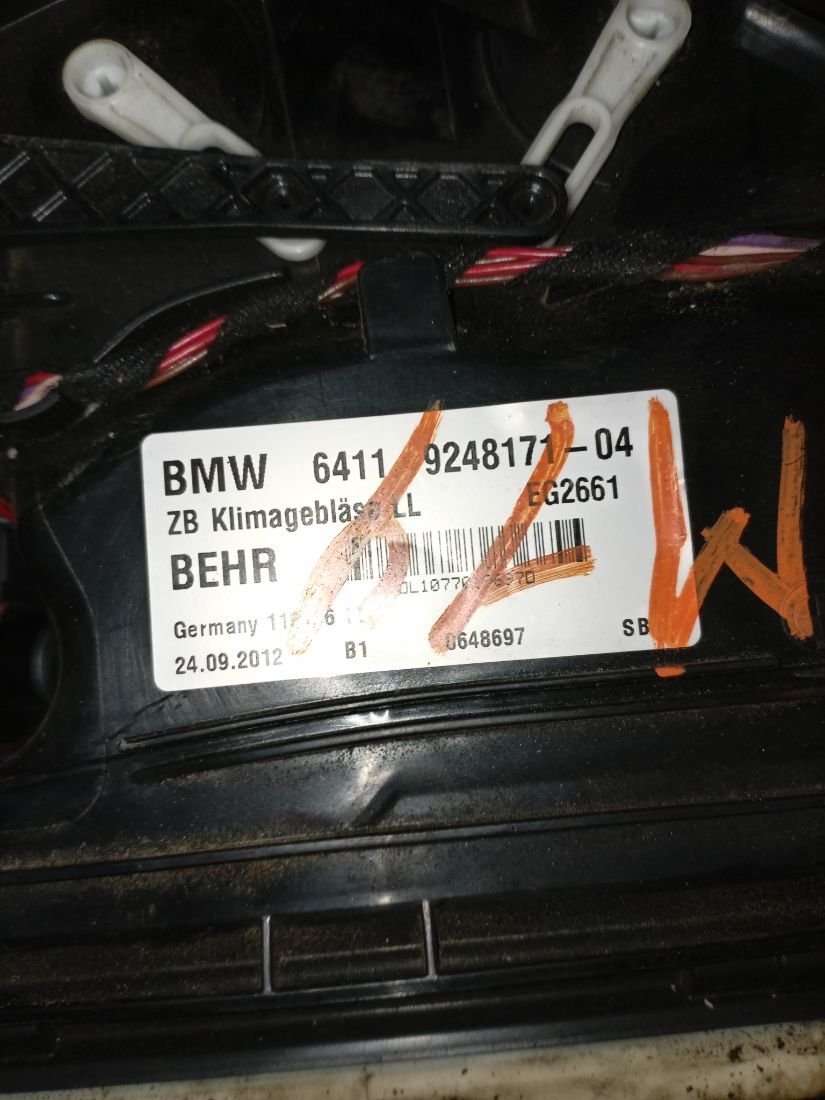 BMW 6411 9248171-04
ZB Klimagebläse LL EG2661
BEHR
Germany
24.09.2012 B1 0648697 SB